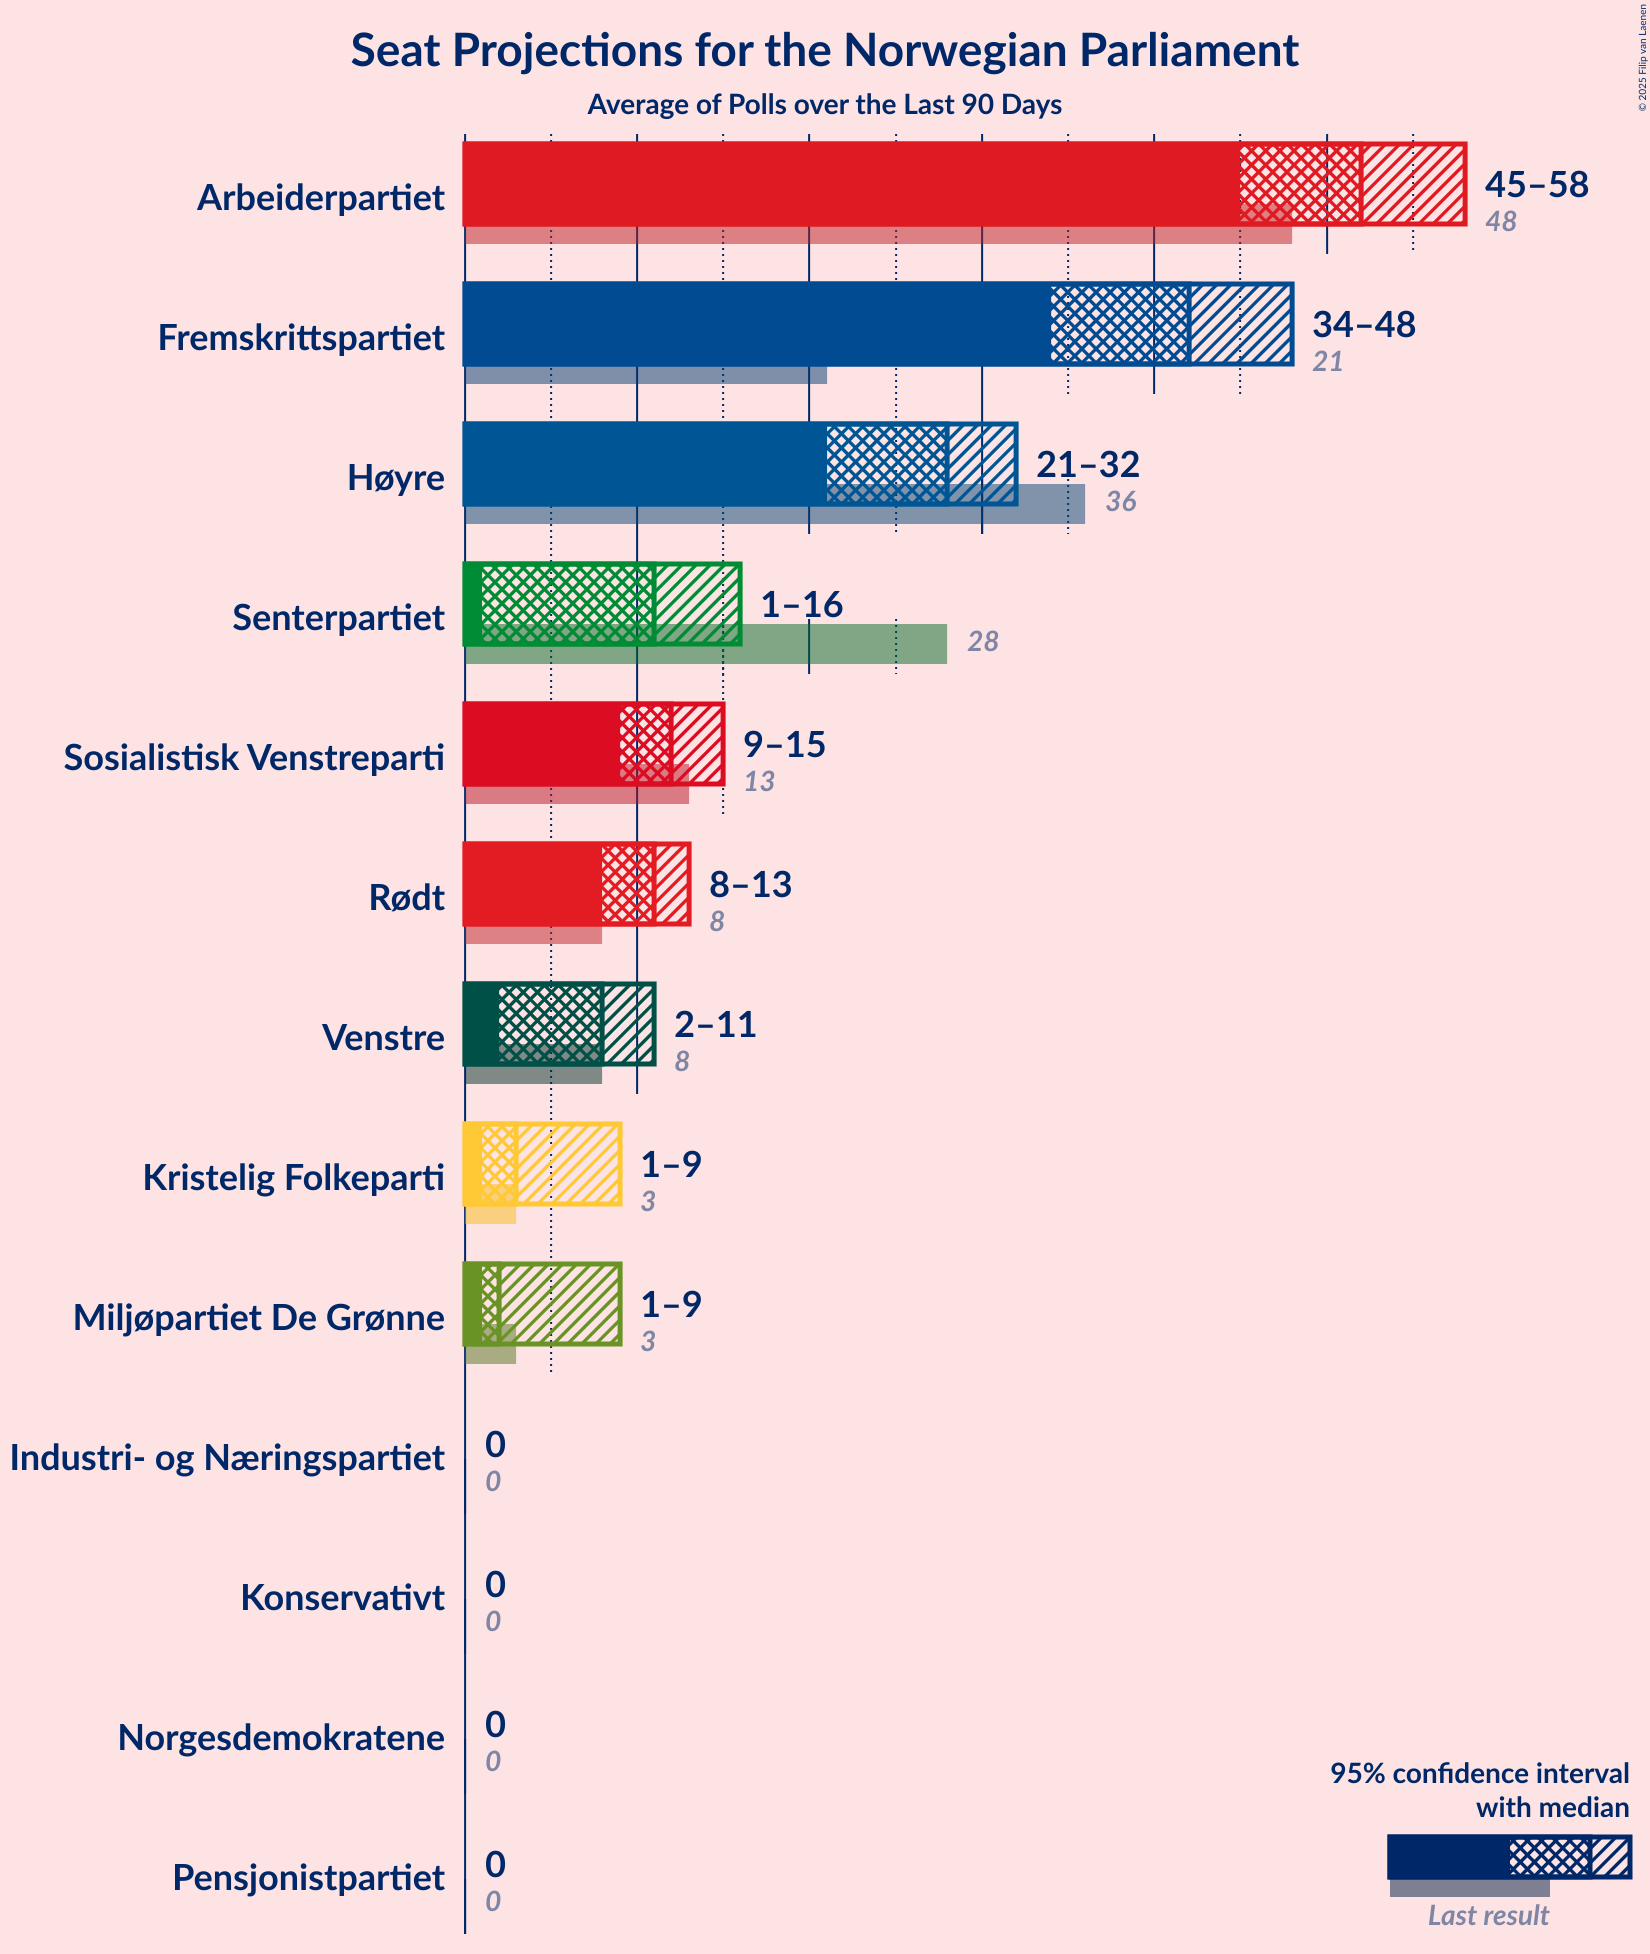 Seat Projections for the Norwegian Parliament
Average of Polls over the Last 90 Days
© 2025 Filip van Laenen
Arbeiderpartiet
45–58
48
Fremskrittspartiet
34–48
21
Høyre
21–32
36
Senterpartiet
1–16
28
Sosialistisk Venstreparti
9–15
13
Rødt
8–13
8
Venstre
2–11
8
Kristelig Folkeparti
1–9
3
Miljøpartiet De Grønne
1–9
3
Industri- og Næringspartiet
0
0
Konservativt
0
0
Norgesdemokratene
0
0
Pensjonistpartiet
0
0
95% confidence interval
with median
Last result